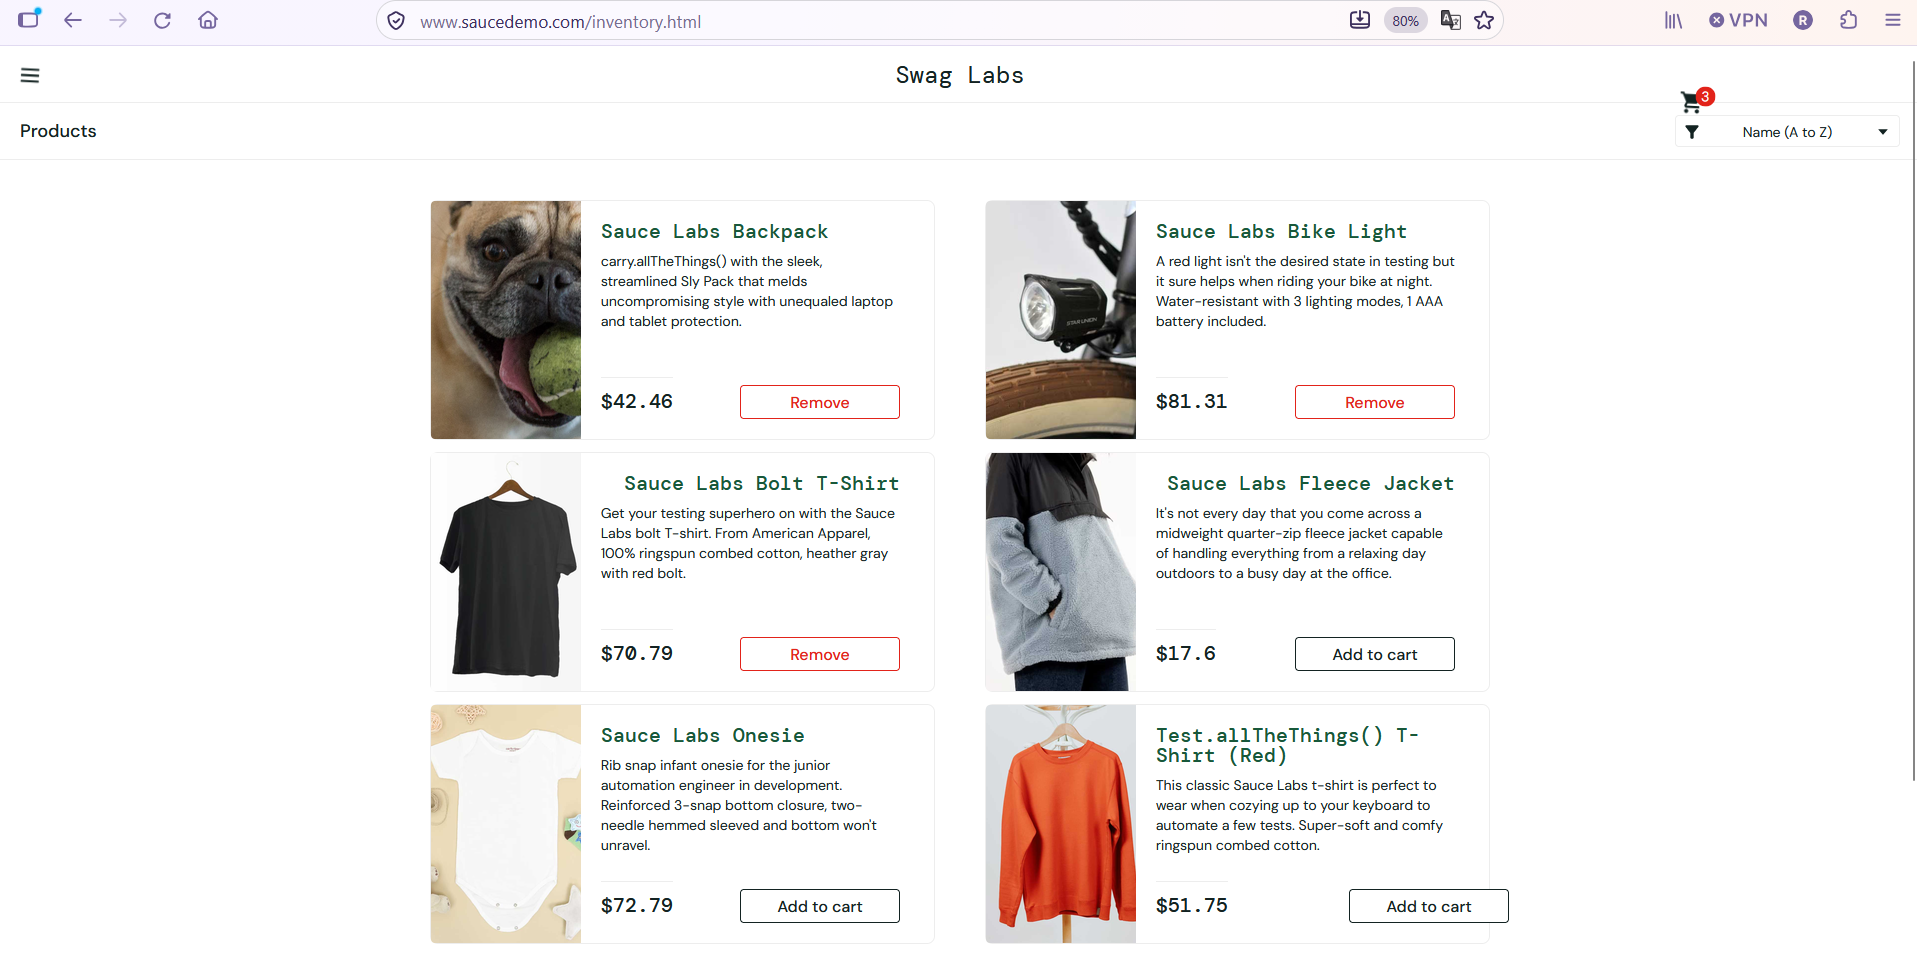 www.saucedemo.com/inventory.html
80%
VPN
R
Swag Labs
3
Products
Name (A to Z)
Sauce Labs Backpack
carry.allTheThings() with the sleek,
streamlined Sly Pack that melds
uncompromising style with unequaled laptop
and tablet protection.
$42.46
Remove
Sauce Labs Bike Light
A red light isn't the desired state in testing but
it sure helps when riding your bike at night.
Water-resistant with 3 lighting modes, 1 AAA
battery included.
$81.31
Remove
Sauce Labs Bolt T-Shirt
Get your testing superhero on with the Sauce
Labs bolt T-shirt. From American Apparel,
100% ringspun combed cotton, heather gray
with red bolt.
$70.79
Remove
Sauce Labs Fleece Jacket
It's not every day that you come across a
midweight quarter-zip fleece jacket capable
of handling everything from a relaxing day
outdoors to a busy day at the office.
$17.6
Add to cart
Sauce Labs Onesie
Rib snap infant onesie for the junior
automation engineer in development.
Reinforced 3-snap bottom closure, two-
needle hemmed sleeved and bottom won't
unravel.
$72.79
Add to cart
Test.allTheThings() T-
Shirt (Red)
This classic Sauce Labs t-shirt is perfect to
wear when cozying up to your keyboard to
automate a few tests. Super-soft and comfy
ringspun combed cotton.
$51.75
Add to cart